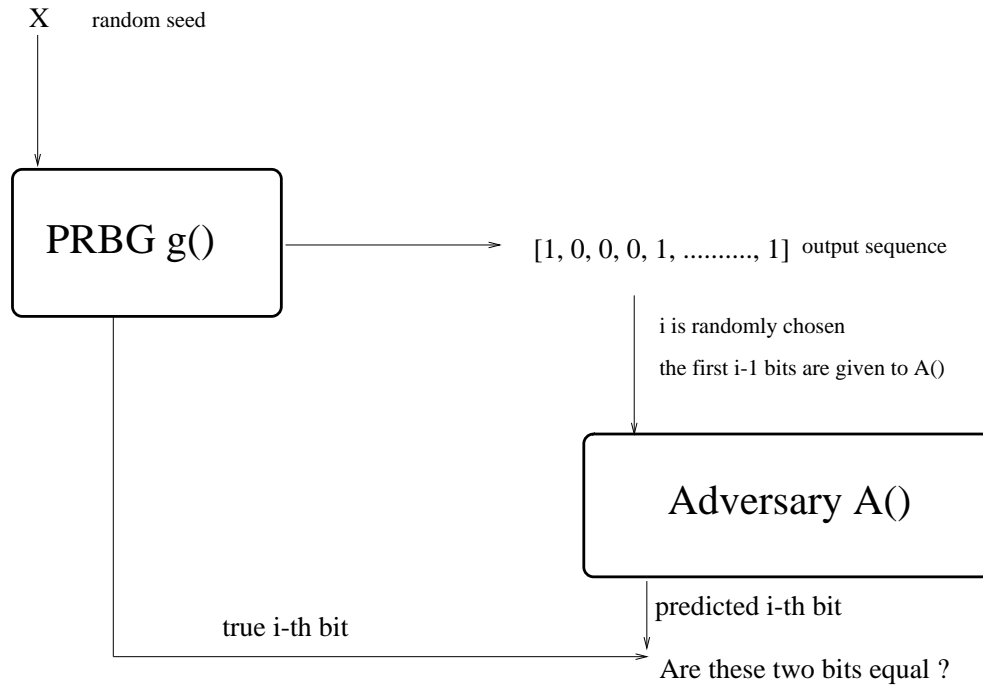 X random seed
PRBG g()
[1, 0, 0, 0, 1, .........., 1] output sequence
i is randomly chosen
the first i-1 bits are given to A()
Adversary A()
predicted i-th bit
true i-th bit
Are these two bits equal ?